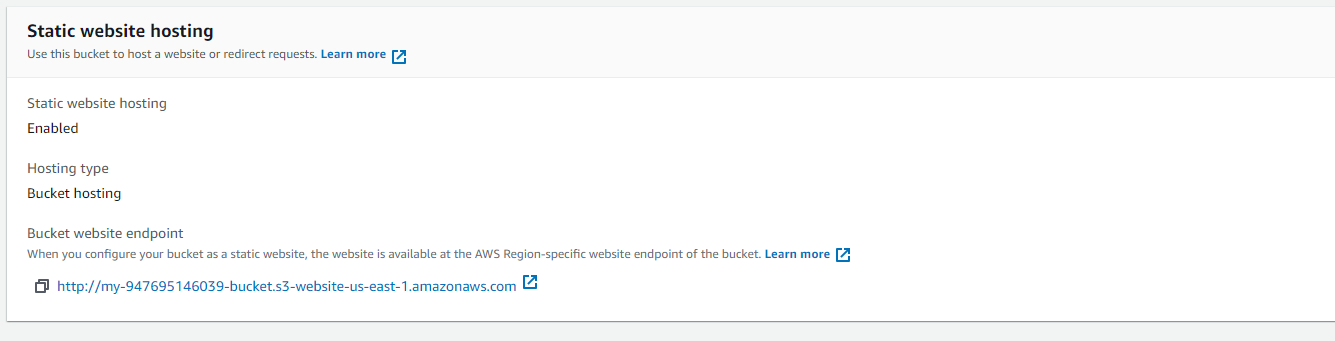 Static website hosting
Use this bucket to host a website or redirect requests. Learn more
Static website hosting
Enabled
Hosting type
Bucket hosting
Bucket website endpoint
When you configure your bucket as a static website, the website is available at the AWS Region-specific website endpoint of the bucket. Learn more
http://my-947695146039-bucket.s3-website-us-east-1.amazonaws.com